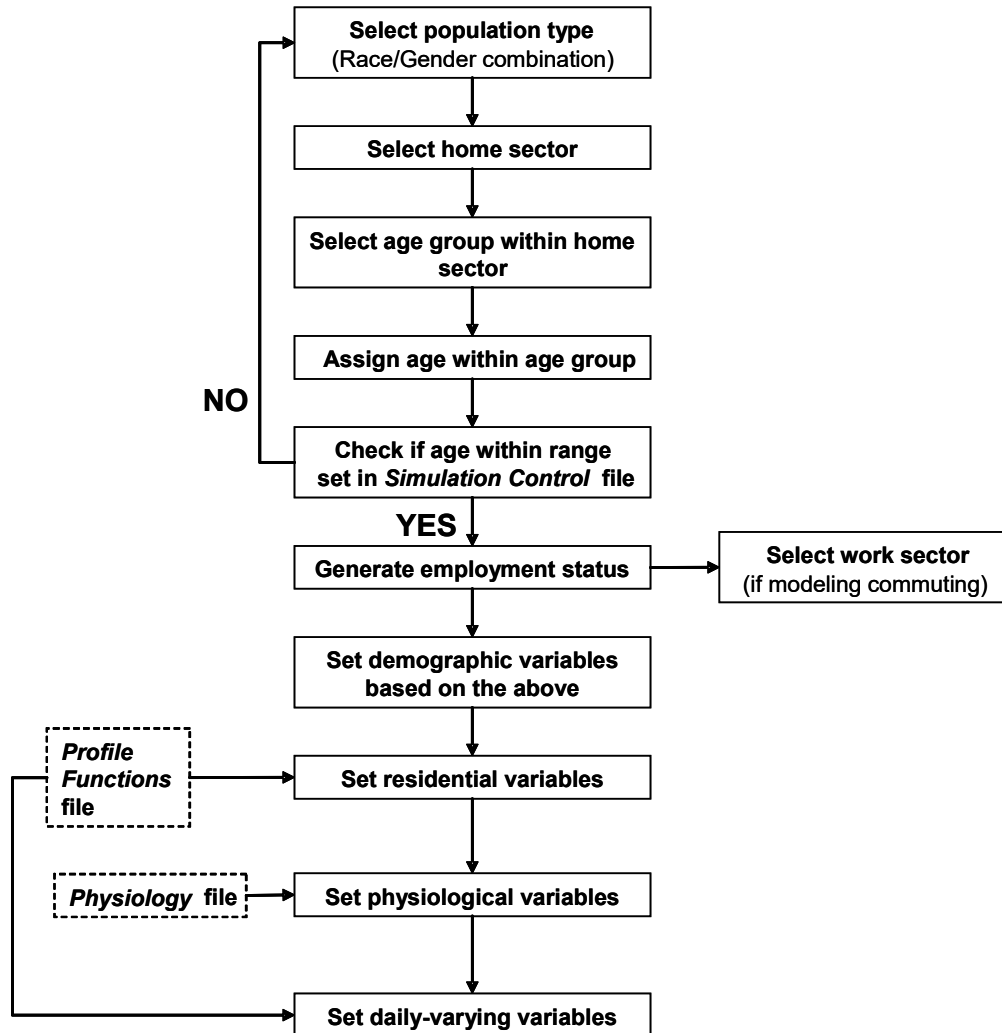 Select population type
(Race/Gender combination)
Select home sector
Select age group within home
sector
Assign age within age group
NO
Check if age within range
set in Simulation Control file
YES
Generate employment status
Select work sector
(if modeling commuting)
Set demographic variables
based on the above
Profile
Functions
file
Set residential variables
Physiology file
Set physiological variables
Set daily-varying variables